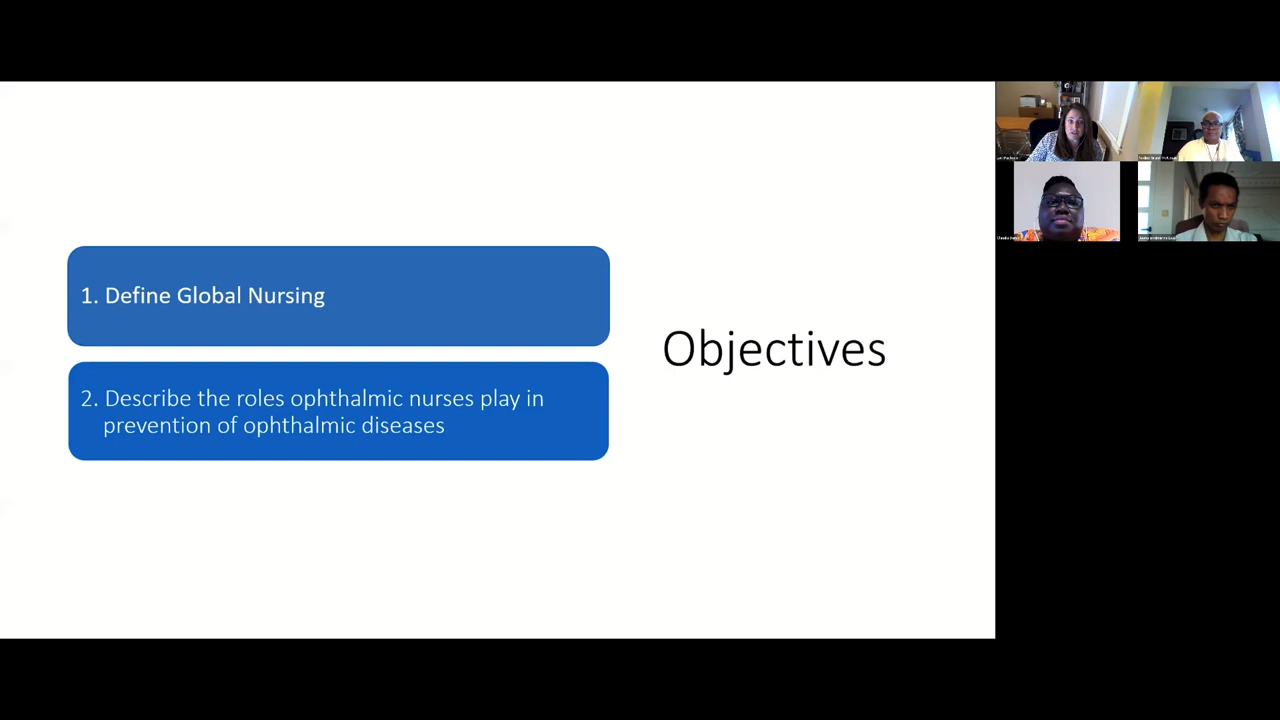 1. Define Global Nursing
2. Describe the roles ophthalmic nurses play in
prevention of ophthalmic diseases
Objectives